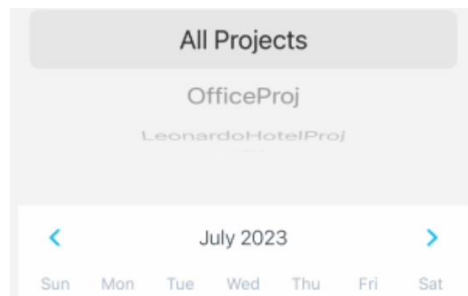 All Projects
OfficeProj
LeonardoHotelProj
July 2023
Sun Mon Tue Wed Thu Fri Sat